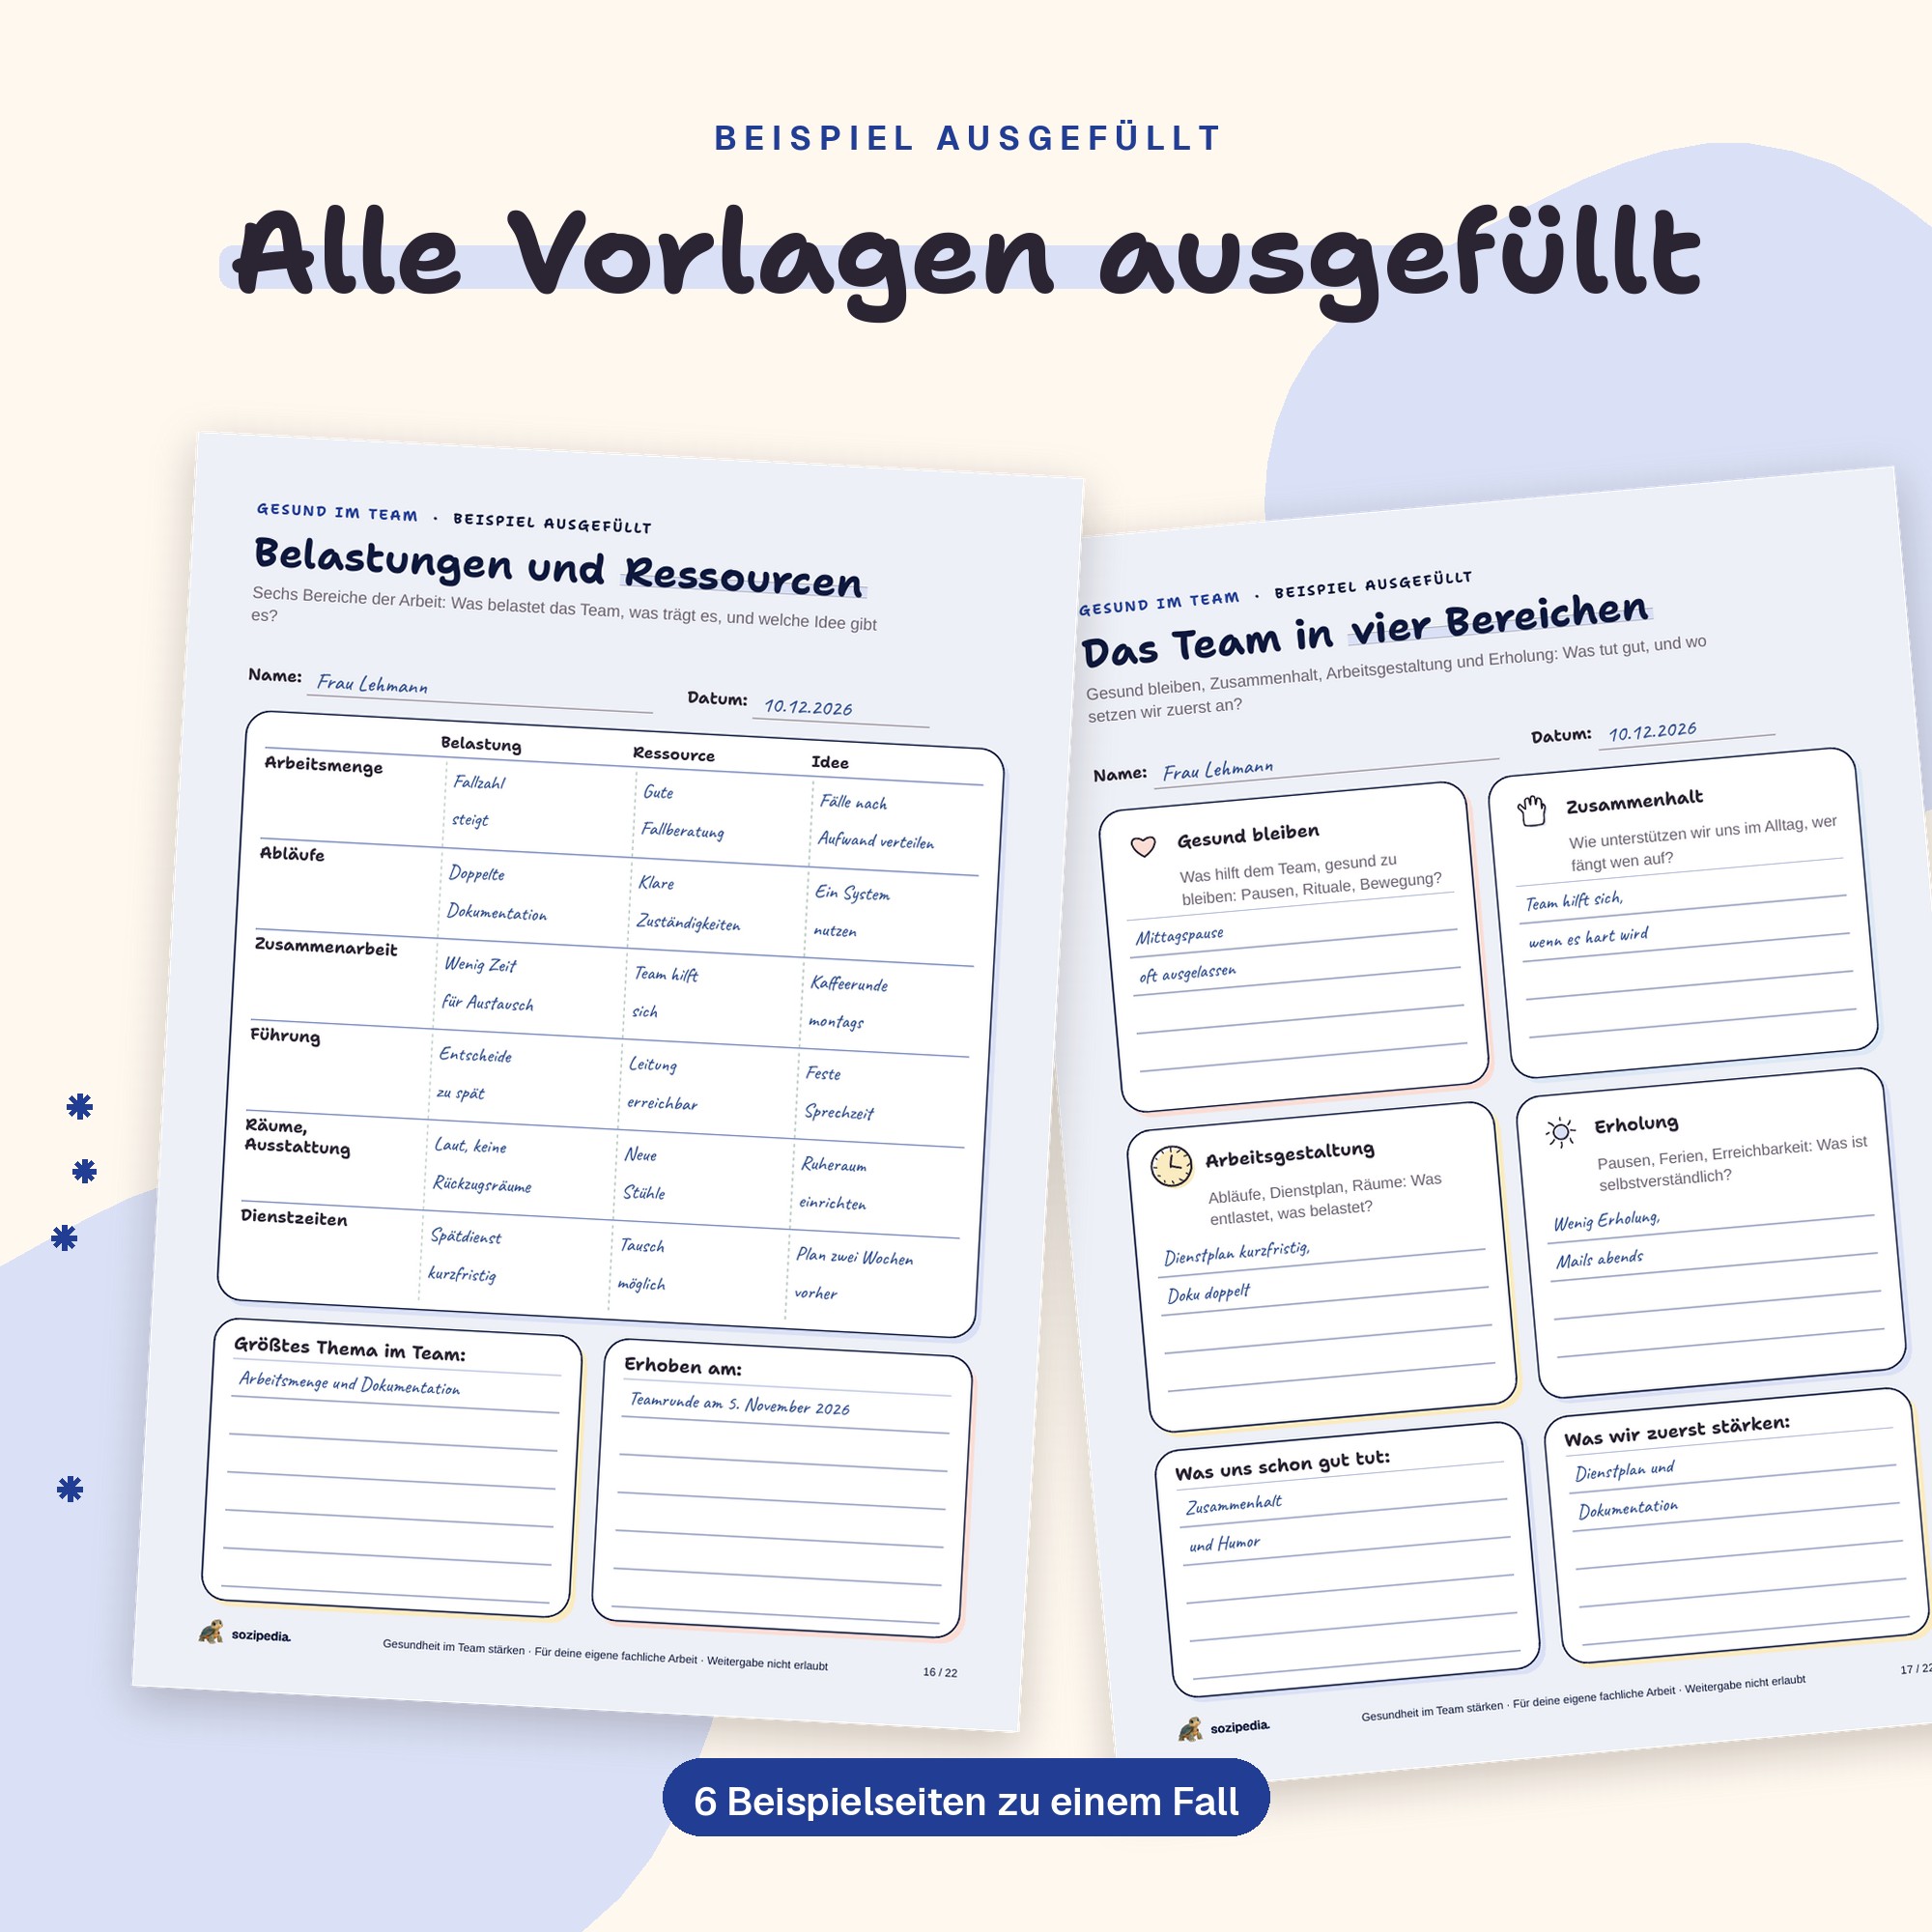 BEISPIEL AUSGEFÜLLT
Alle Vorlagen ausgefüllt
GESUND IM TEAM · BEISPIEL AUSGEFÜLLT
Belastungen und Ressourcen
Sechs Bereiche der Arbeit: Was belastet das Team, was trägt es, und welche Idee gibt
es?
Name: Frau Lehmann Datum: 10.12.2026
Belastung Ressource Idee
Arbeitsmenge
Fallzahl Gute Fälle nach
steigt Fallberatung Aufwand verteilen
Abläufe
Doppelte Klare Ein System
Dokumentation Zuständigkeiten nutzen
Zusammenarbeit
Wenig Zeit Team hilft Kaffeerunde
für Austausch sich montags
Führung
Entscheide Leitung Feste
zu spät erreichbar Sprechzeit
Räume,
Ausstattung
Laut, keine Neue Ruheraum
Rückzugsräume Stühle einrichten
Dienstzeiten
Spätdienst Tausch Plan zwei Wochen
kurzfristig möglich vorher
Größtes Thema im Team:
Arbeitsmenge und Dokumentation
Erhoben am:
Teamrunde am 5. November 2026
sozipedia.
Gesundheit im Team stärken · Für deine eigene fachliche Arbeit · Weitergabe nicht erlaubt
16 / 22
GESUND IM TEAM · BEISPIEL AUSGEFÜLLT
Das Team in vier Bereichen
Gesund bleiben, Zusammenhalt, Arbeitsgestaltung und Erholung: Was tut gut, und wo
setzen wir zuerst an?
Name: Frau Lehmann Datum: 10.12.2026
Gesund bleiben
Was hilft dem Team, gesund zu
bleiben: Pausen, Rituale, Bewegung?
Mittagspause
oft ausgelassen
Zusammenhalt
Wie unterstützen wir uns im Alltag, wer
fängt wen auf?
Team hilft sich,
wenn es hart wird
Arbeitsgestaltung
Abläufe, Dienstplan, Räume: Was
entlastet, was belastet?
Dienstplan kurzfristig,
Doku doppelt
Erholung
Pausen, Ferien, Erreichbarkeit: Was ist
selbstverständlich?
Wenig Erholung,
Mails abends
Was uns schon gut tut:
Zusammenhalt
und Humor
Was wir zuerst stärken:
Dienstplan und
Dokumentation
sozipedia.
Gesundheit im Team stärken · Für deine eigene fachliche Arbeit · Weitergabe nicht erlaubt
17 / 22
6 Beispielseiten zu einem Fall